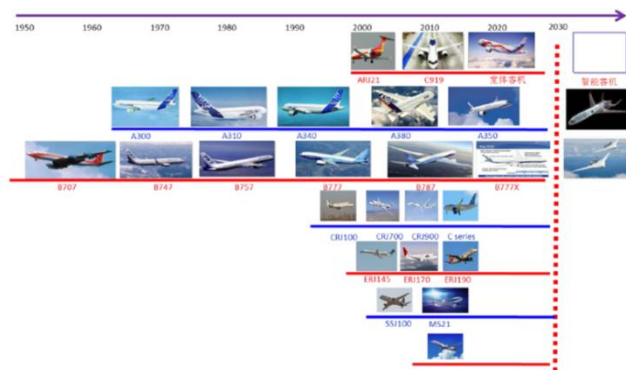 1950 1960 1970 1980 1990 2000 2010 2020 2030
ARJ21 C919 宽体客机 智能客机
A300 A310 A340 A380 A350
B707 B747 B757 B777 B787 B777X
CRJ100 CRJ700 CRJ900 C series
ERJ145 ERJ170 ERJ190
SSJ100 MS21